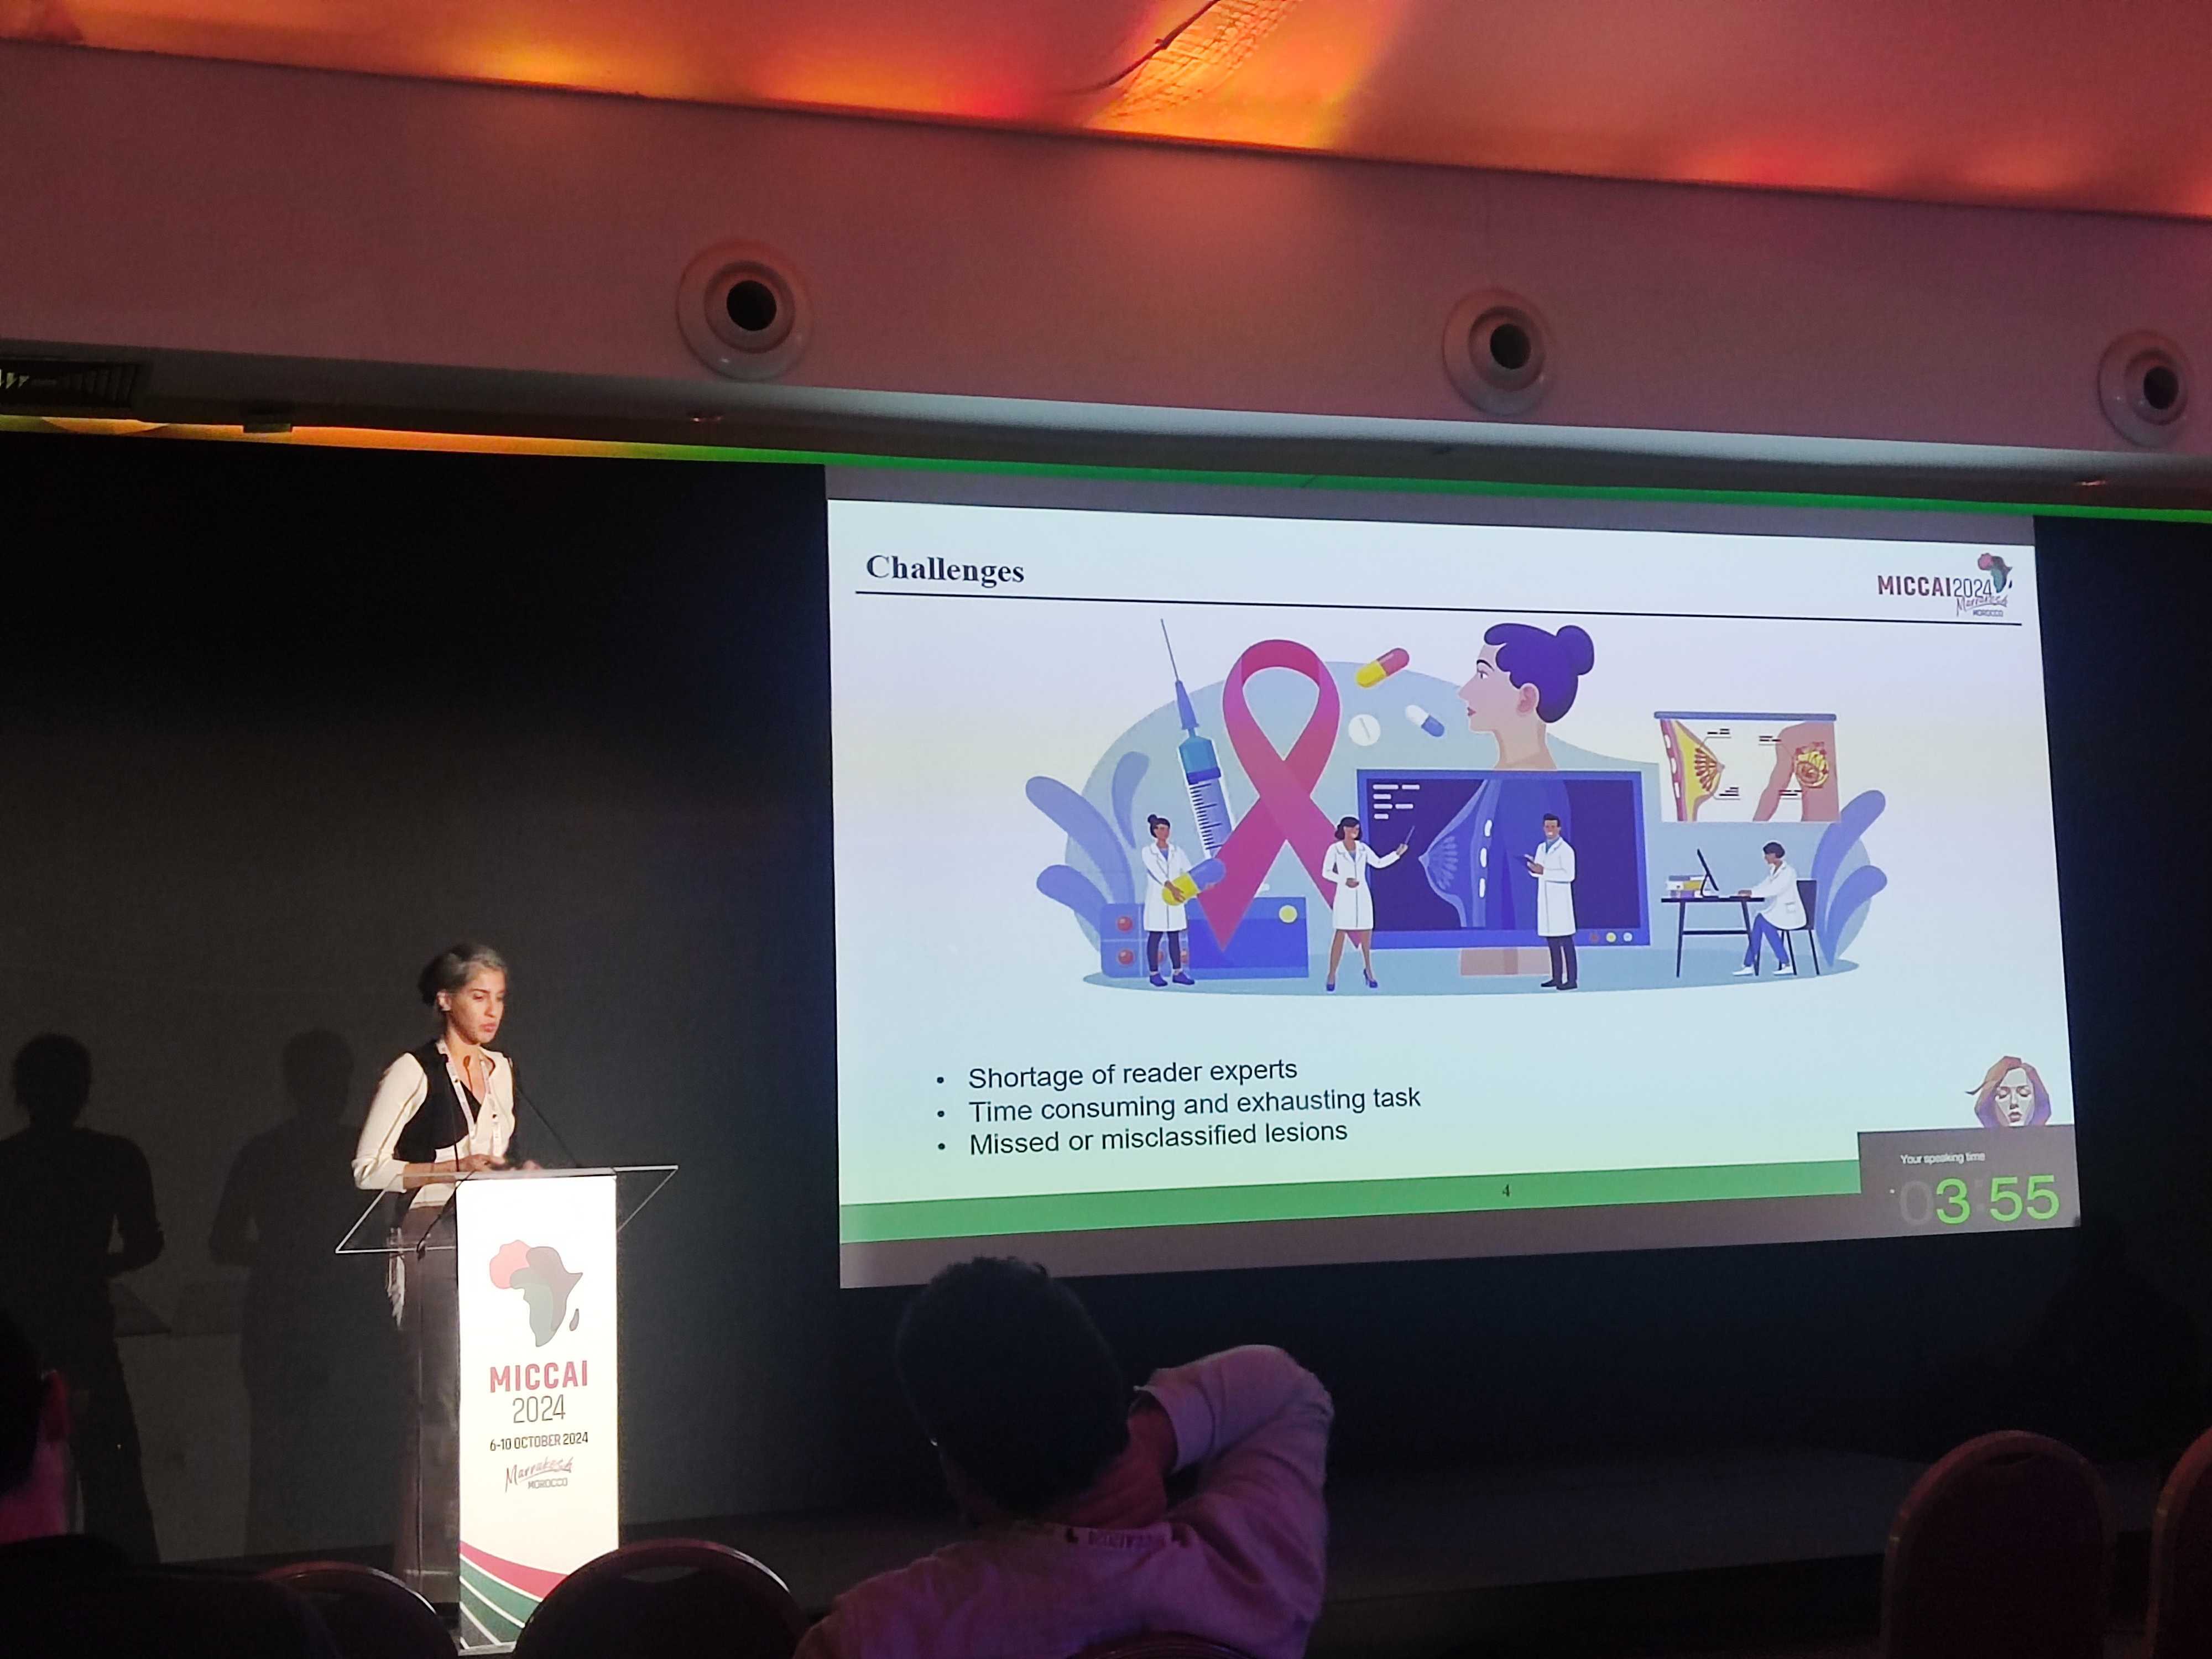 Challenges
MICCAI2024
Marrakesh
MOROCCO
• Shortage of reader experts
• Time consuming and exhausting task
• Missed or misclassified lesions
4
Your speaking time
03:55
MICCAI
2024
6-10 OCTOBER 2024
Marrakesh
MOROCCO